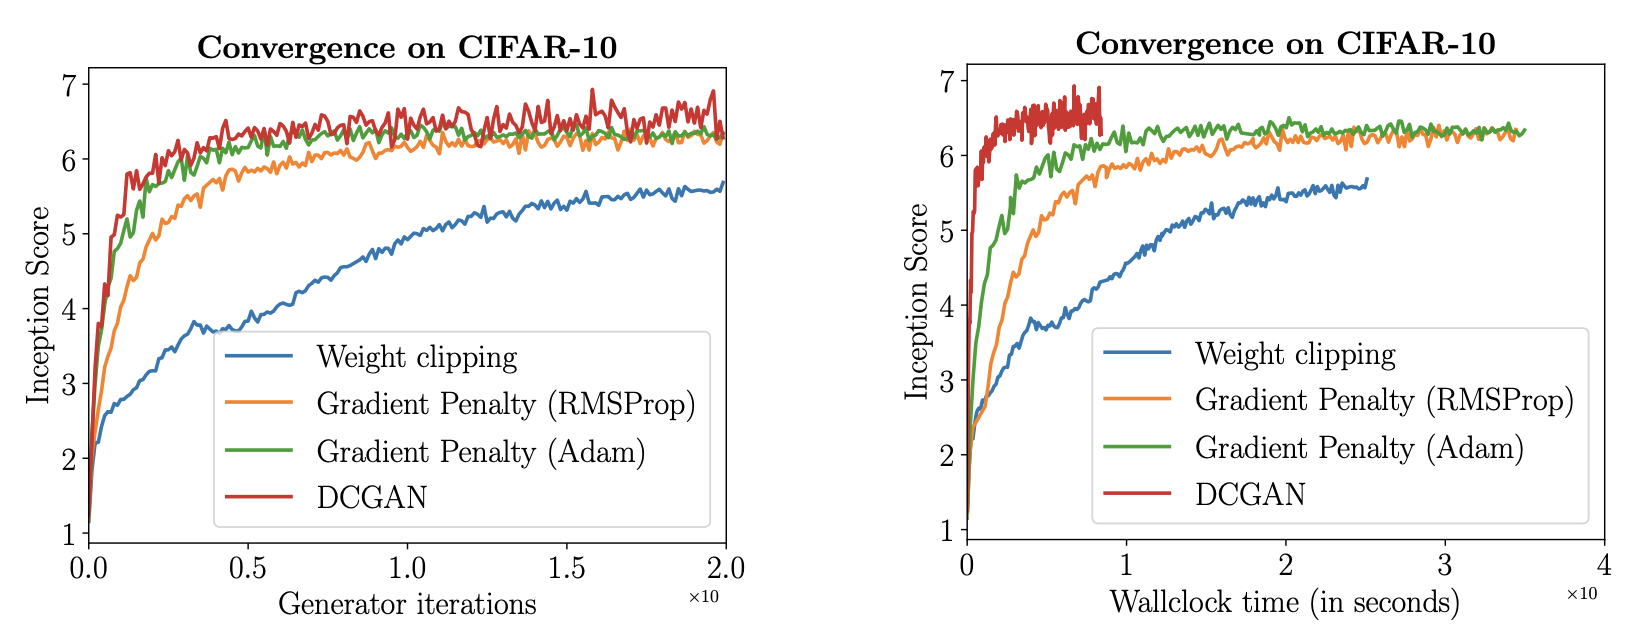 Convergence on CIFAR-10
7
6
5
4
3
2
1
Inception Score
Weight clipping
Gradient Penalty (RMSProp)
Gradient Penalty (Adam)
DCGAN
0.0 0.5 1.0 1.5 2.0
×10
Generator iterations
Convergence on CIFAR-10
7
6
5
4
3
2
1
Inception Score
Weight clipping
Gradient Penalty (RMSProp)
Gradient Penalty (Adam)
DCGAN
0 1 2 3 4
×10
Wallclock time (in seconds)